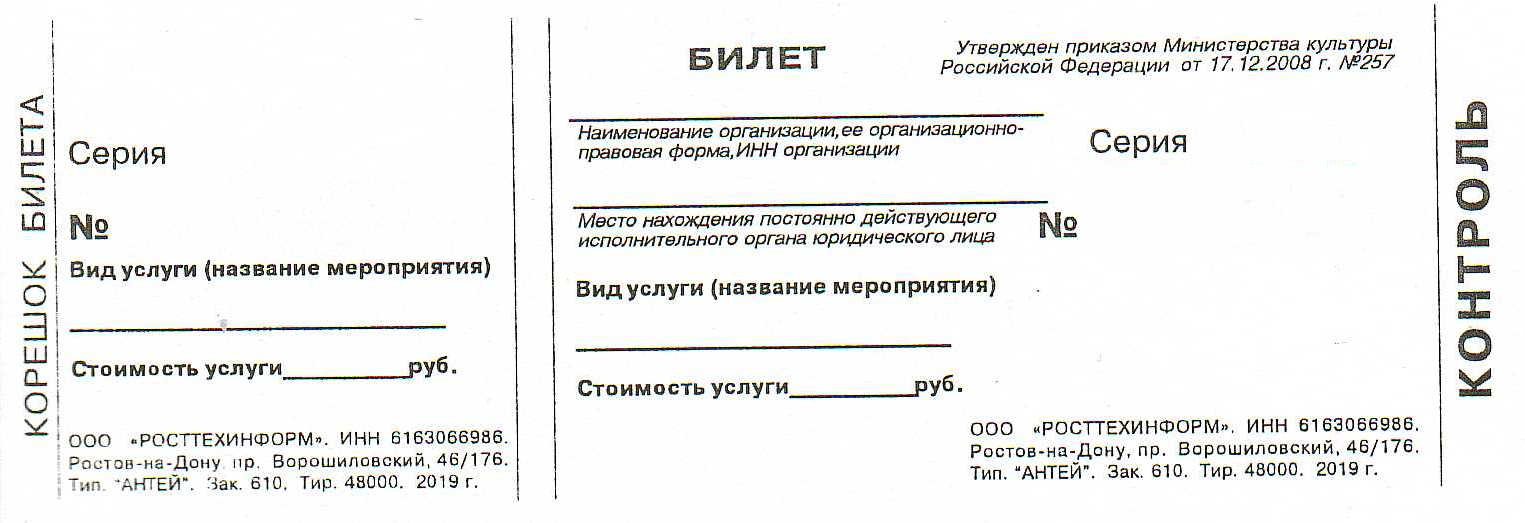 КОРЕШОК БИЛЕТА
Серия
№
Вид услуги (название мероприятия)
Стоимость услуги__________руб.
ООО «РОСТТЕХИНФОРМ». ИНН 6163066986.
Ростов-на-Дону, пр. Ворошиловский, 46/176.
Тип. "АНТЕЙ". Зак. 610. Тир. 48000. 2019 г.
БИЛЕТ
Утвержден приказом Министерства культуры
Российской Федерации от 17.12.2008 г. №257
Наименование организации, ее организационно-
правовая форма, ИНН организации
Серия
Место нахождения постоянно действующего
исполнительного органа юридического лица
№
Вид услуги (название мероприятия)
Стоимость услуги__________руб.
ООО «РОСТТЕХИНФОРМ». ИНН 6163066986.
Ростов-на-Дону, пр. Ворошиловский, 46/176.
Тип. "АНТЕЙ". Зак. 610. Тир. 48000. 2019 г.
КОНТРОЛЬ